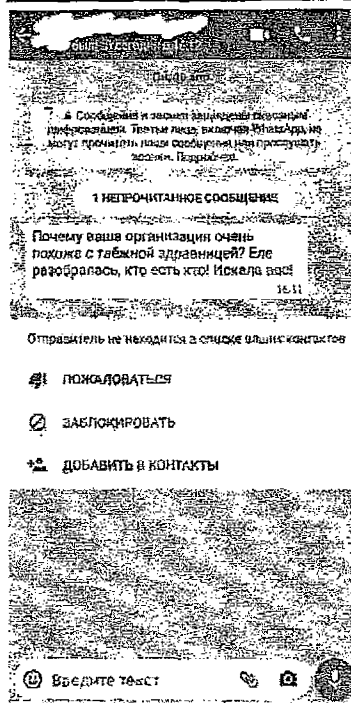 Сообщения и звонки защищены сквозным
шифрованием. Третьи лица, включая WhatsApp, не
могут прочитать ваши сообщения или прослушать
звонки. Подробнее.
1 НЕПРОЧИТАННОЕ СООБЩЕНИЕ
Почему ваша организация очень
похожа с таёжной здравницей? Еле
разобралась, кто есть кто! Искала вас!
16:11
Отправитель не находится в списке ваших контактов
ПОЖАЛОВАТЬСЯ
ЗАБЛОКИРОВАТЬ
ДОБАВИТЬ В КОНТАКТЫ
Введите текст